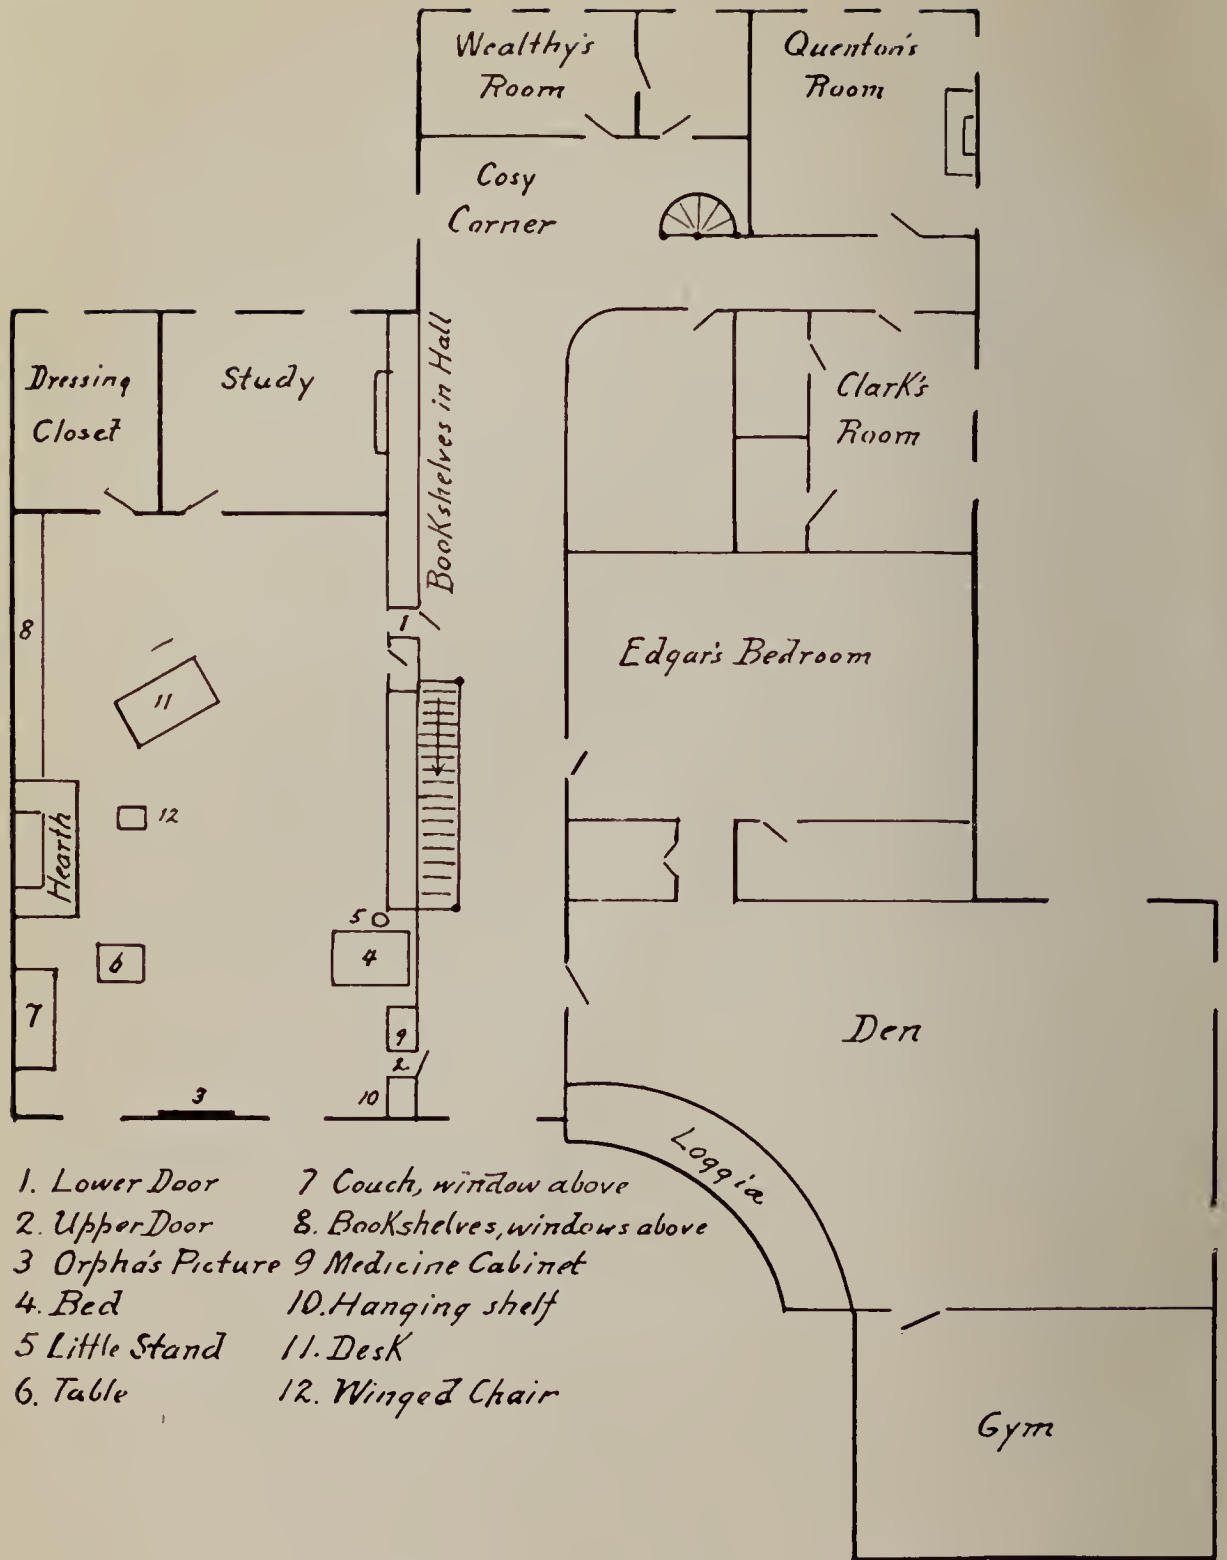 Wealthy's
Room
Quenton's
Room
Cosy
Corner
Dressing
Closet
Study
Bookshelves in Hall
Clark's
Room
1
8
Edgar's Bedroom
11
12
Hearth
5
4
6
7
9
Den
2
3
10
Loggia
1. Lower Door
2. Upper Door
3 Orpha's Picture
4. Bed
5 Little Stand
6. Table
7 Couch, window above
8. Bookshelves, windows above
9 Medicine Cabinet
10. Hanging shelf
11. Desk
12. Winged Chair
Gym